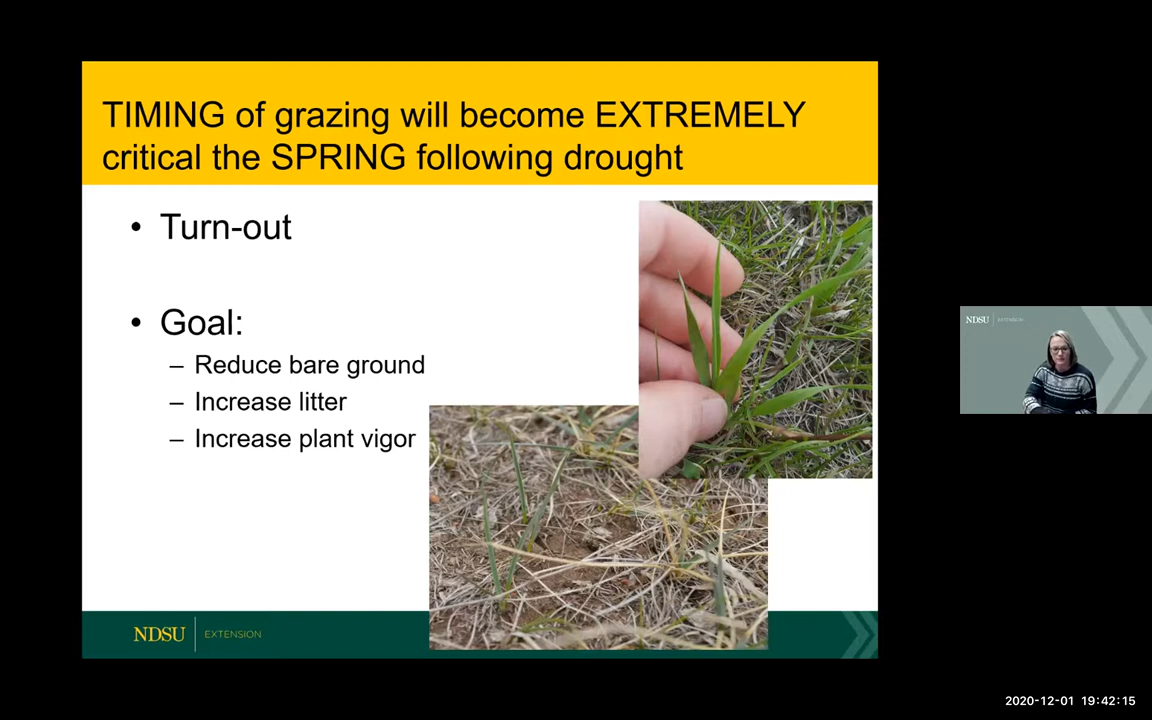 TIMING of grazing will become EXTREMELY
critical the SPRING following drought
• Turn-out
• Goal:
– Reduce bare ground
– Increase litter
– Increase plant vigor
NDSU EXTENSION
NDSU EXTENSION
2020-12-01 19:42:15